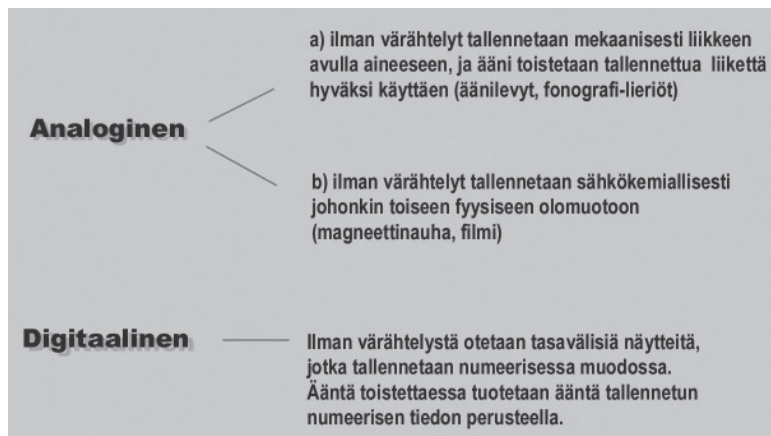 a) ilman värähtelyt tallennetaan mekaanisesti liikkeen
avulla aineeseen, ja ääni toistetaan tallennettua liikettä
hyväksi käyttäen (äänilevyt, fonografi-lieriöt)
Analoginen
b) ilman värähtelyt tallennetaan sähkökemiallisesti
johonkin toiseen fyysiseen olomuotoon
(magneettinauha, filmi)
Digitaalinen
Ilman värähtelystä otetaan tasavälisiä näytteitä,
jotka tallennetaan numeerisessa muodossa.
Ääntä toistettaessa tuotetaan ääntä tallennetun
numeerisen tiedon perusteella.